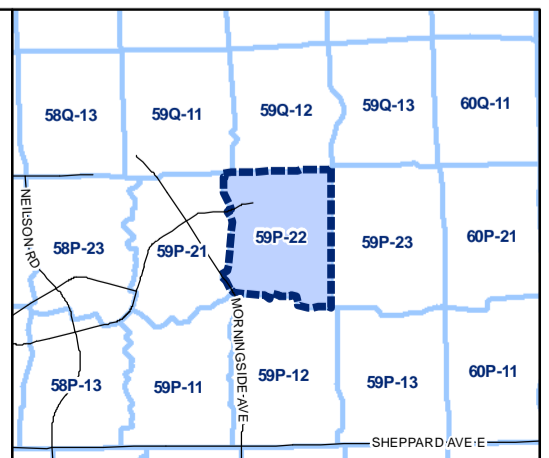 58Q-13
59Q-11
59Q-12
59Q-13
60Q-11
NEILSON RD
58P-23
59P-21
59P-22
59P-23
60P-21
MORNINGSIDE AVE
58P-13
59P-11
59P-12
59P-13
60P-11
SHEPPARD AVE E